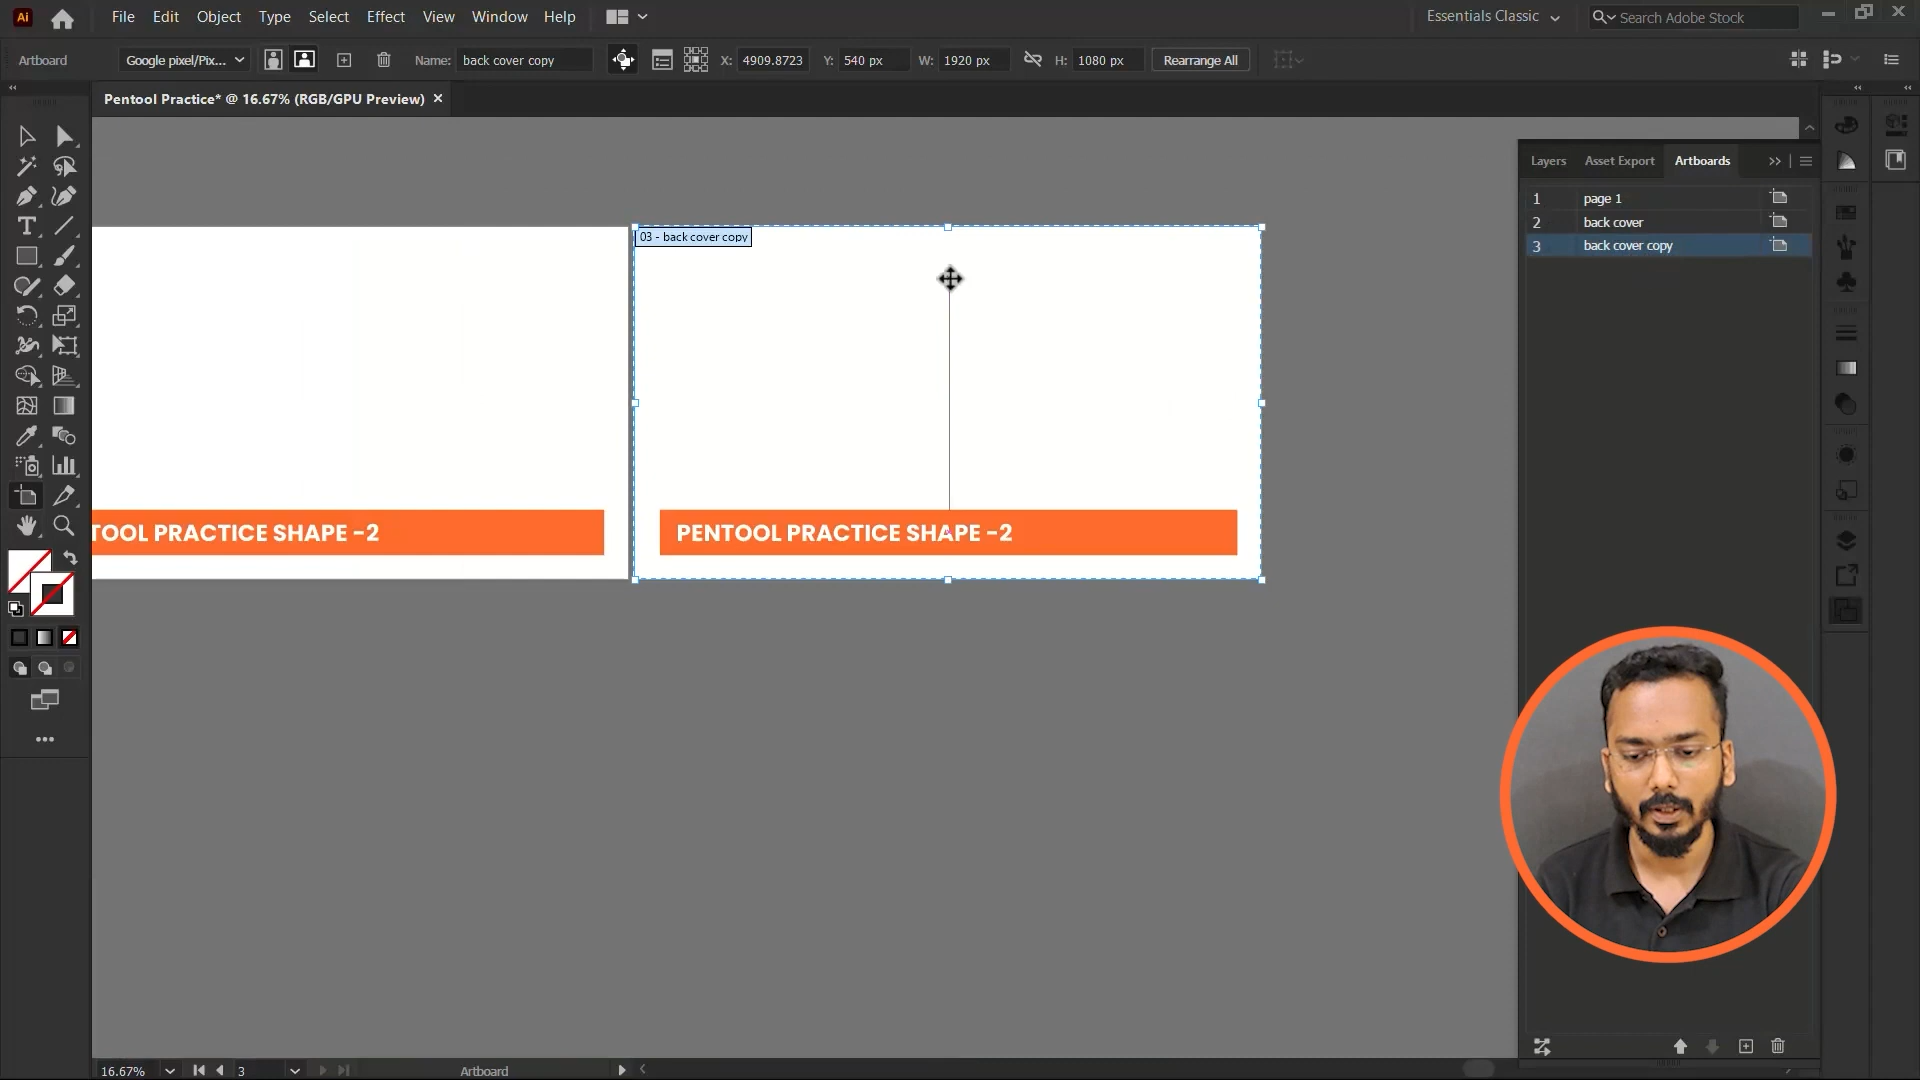 Ai File Edit Object Type Select Effect View Window Help Essentials Classic Search Adobe Stock
Artboard Google pixel/Pix... Name: back cover copy X: 4909.8723 Y: 540 px W: 1920 px H: 1080 px Rearrange All
Pentool Practice* @ 16.67% (RGB/GPU Preview) ×
Layers Asset Export Artboards
1 page 1
2 back cover
3 back cover copy
03 - back cover copy
TOOL PRACTICE SHAPE -2
PENTOOL PRACTICE SHAPE -2
16.67% 3 Artboard